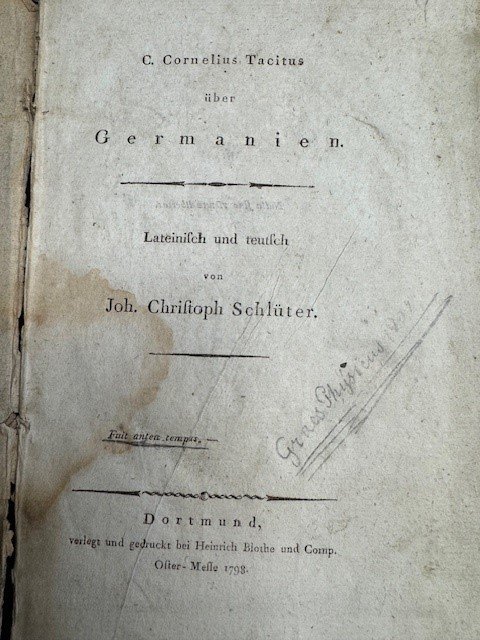 C. Cornelius Tacitus
über
Germanien.
Lateiniſch und teutſch
von
Joh. Chriſtoph Schlüter.
Fuit antea tempus, —
Dortmund,
verlegt und gedruckt bei Heinrich Blothe und Comp.
Oſter-Meſſe 1798.